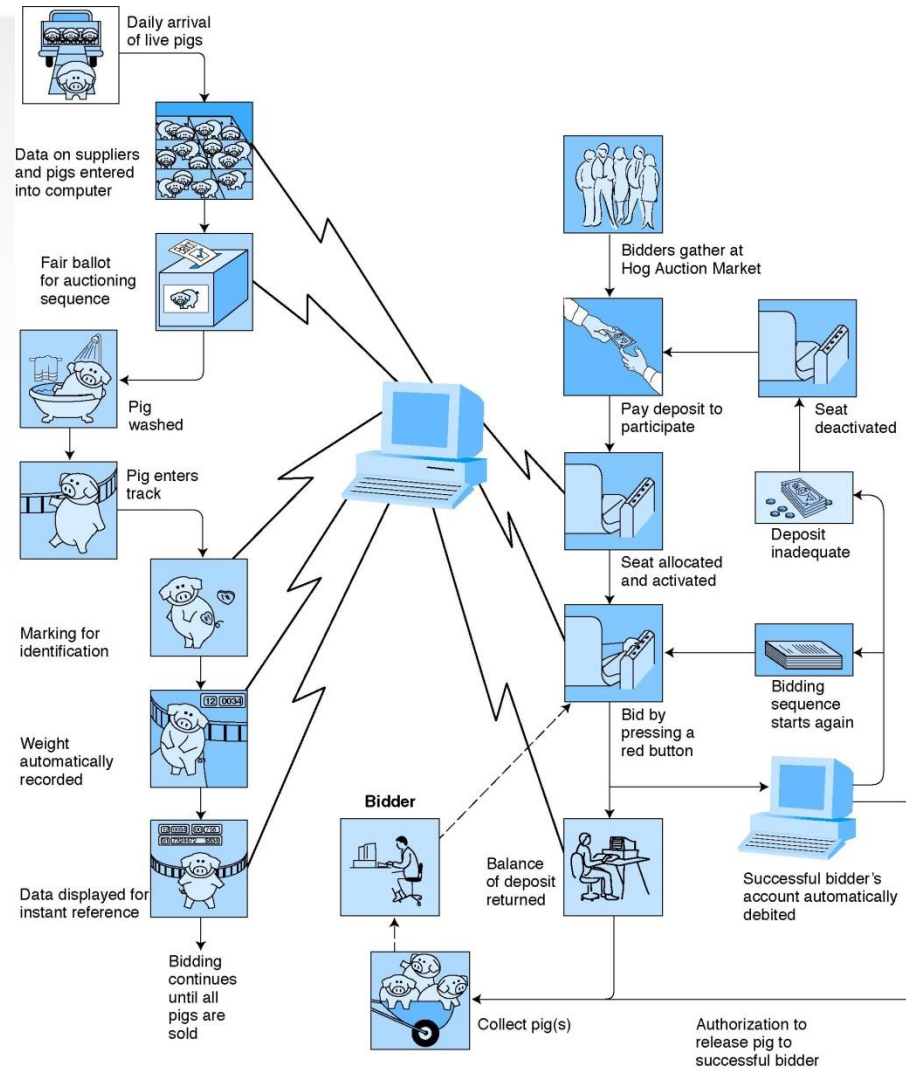 Daily arrival
of live pigs
Data on suppliers
and pigs entered
into computer
Fair ballot
for auctioning
sequence
Pig
washed
Pig enters
track
Marking for
identification
12 0034
Weight
automatically
recorded
Data displayed for
instant reference
Bidding
continues
until all
pigs are
sold
Bidders gather at
Hog Auction Market
Pay deposit to
participate
Seat
deactivated
Deposit
inadequate
Seat allocated
and activated
Bid by
pressing a
red button
Bidding
sequence
starts again
Bidder
Balance
of deposit
returned
Successful bidder’s
account automatically
debited
Collect pig(s)
Authorization to
release pig to
successful bidder